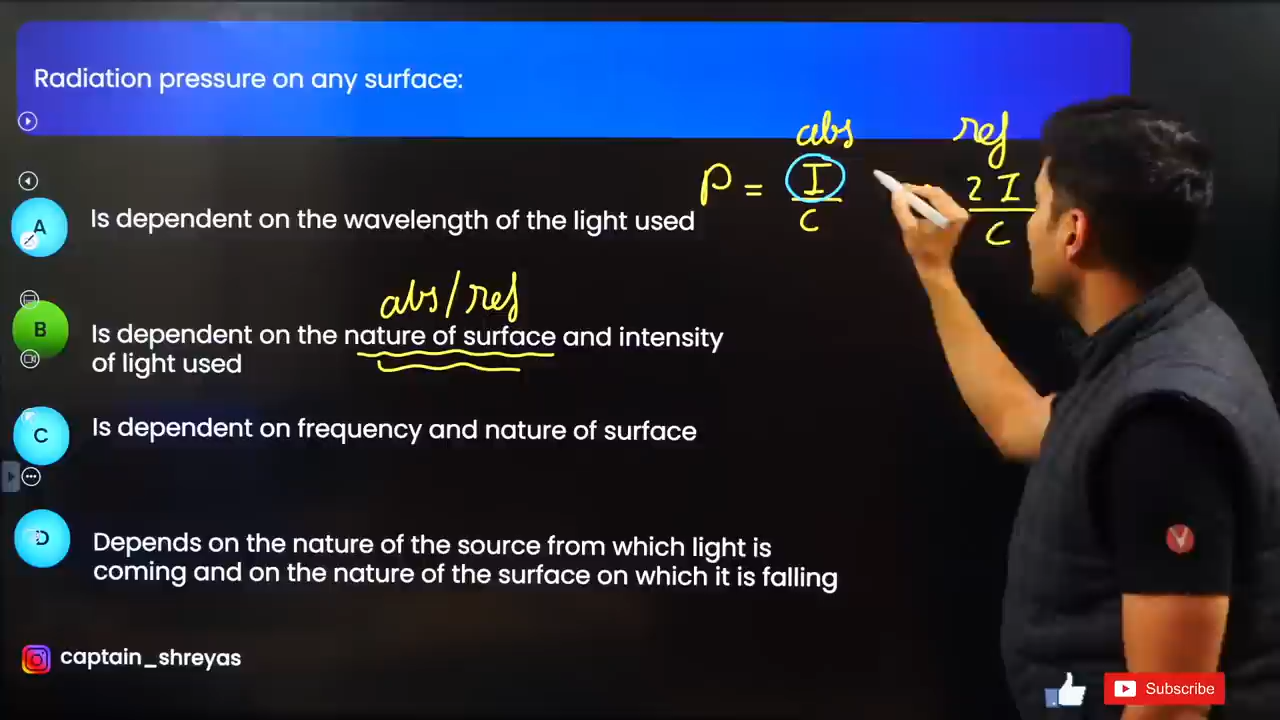 Radiation pressure on any surface:
abs ref
P = I/C 2I/C
A Is dependent on the wavelength of the light used
abs/ref
B Is dependent on the nature of surface and intensity
of light used
C Is dependent on frequency and nature of surface
D Depends on the nature of the source from which light is
coming and on the nature of the surface on which it is falling
captain_shreyas
Subscribe